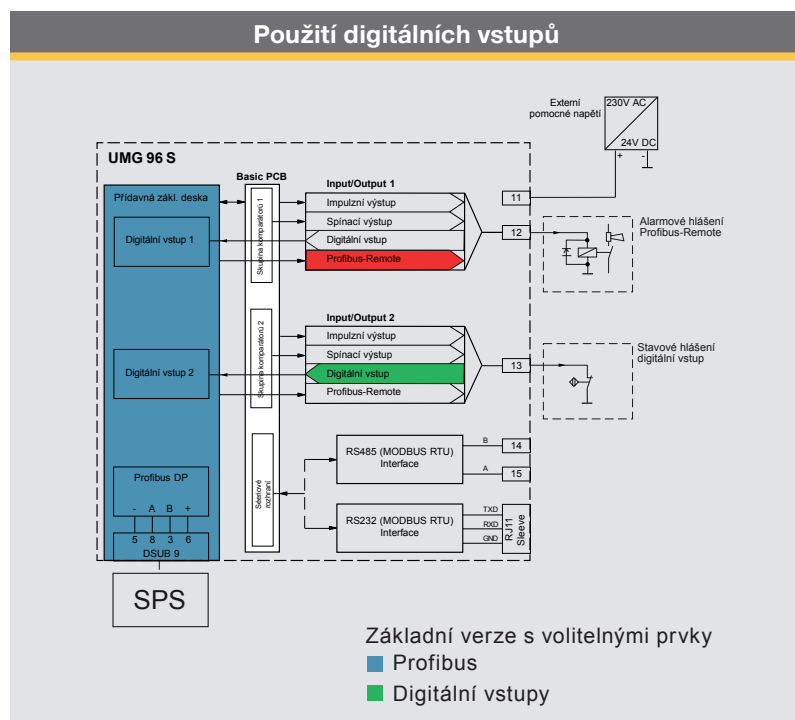 Použití digitálních vstupů
Externí
pomocné napětí
230V AC
24V DC
+ -
UMG 96 S
Basic PCB
Přídavná zákl. deska
Digitální vstup 1
Skupina komparátorů 1
Input/Output 1
Impulzní výstup
Spínací výstup
Digitální vstup
Profibus-Remote
11
12
Alarmové hlášení
Profibus-Remote
Digitální vstup 2
Skupina komparátorů 2
Input/Output 2
Impulzní výstup
Spínací výstup
Digitální vstup
Profibus-Remote
13
Stavové hlášení
digitální vstup
Séeriové
rozhraní
RS485 (MODBUS RTU)
Interface
B
14
A
15
RS232 (MODBUS RTU)
Interface
TXD
RXD
GND
RJ11
Sleeve
Profibus DP
- A B +
5 8 3 6
DSUB 9
SPS
Základní verze s volitelnými prvky
Profibus
Digitální vstupy